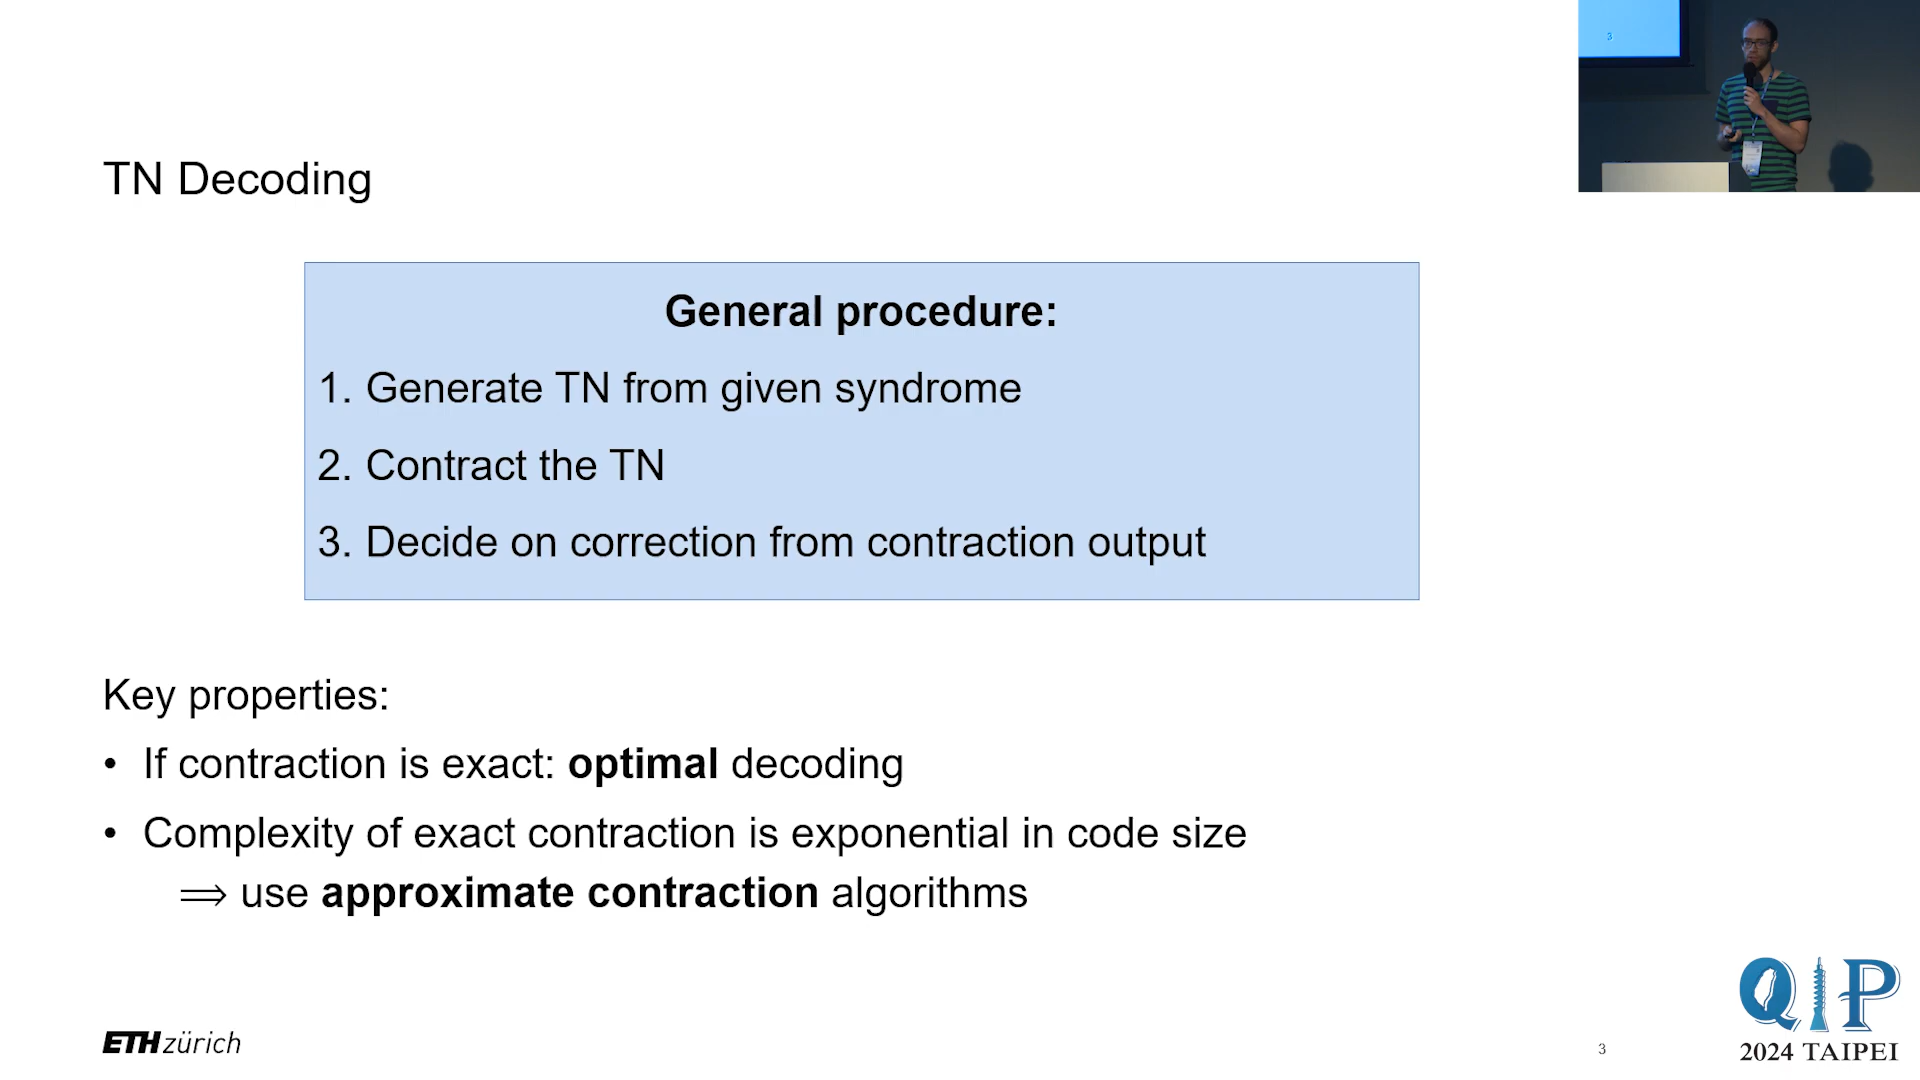 TN Decoding
General procedure:
1. Generate TN from given syndrome
2. Contract the TN
3. Decide on correction from contraction output
Key properties:
• If contraction is exact: optimal decoding
• Complexity of exact contraction is exponential in code size
⟹ use approximate contraction algorithms
ETH zürich
3
QIP
2024 TAIPEI
3